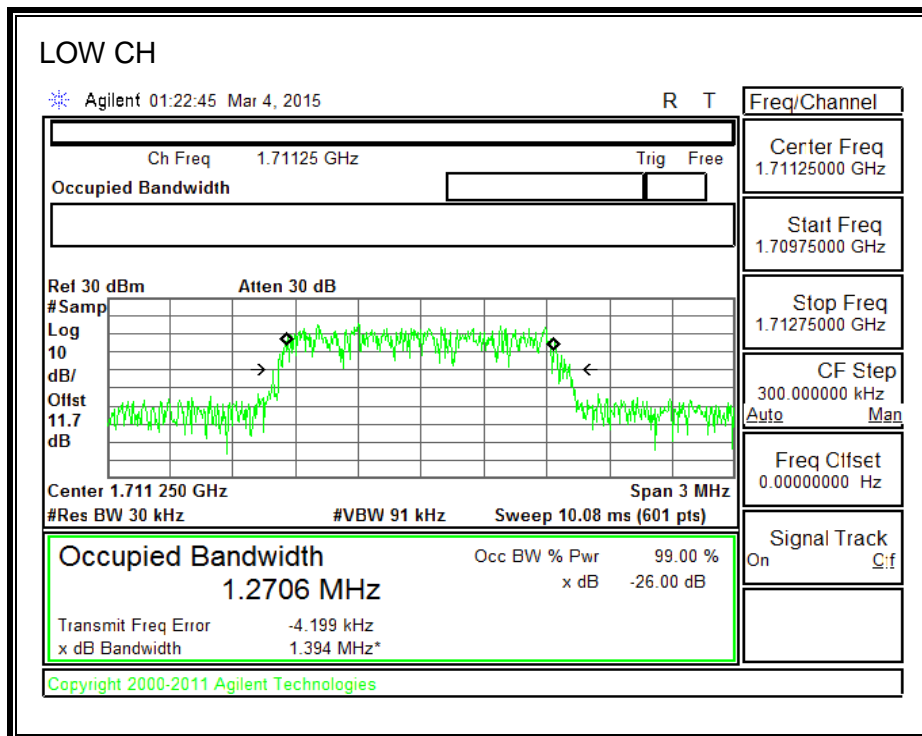 LOW CH
Agilent 01:22:45 Mar 4, 2015 R T
Freq/Channel
Ch Freq 1.71125 GHz Trig Free
Occupied Bandwidth
Center Freq
1.71125000 GHz
Start Freq
1.70975000 GHz
Stop Freq
1.71275000 GHz
CF Step
300.000000 kHz
Auto Man
Freq Offset
0.00000000 Hz
Signal Track
On Off
Ref 30 dBm Atten 30 dB
#Samp
Log
10
dB/
Offst
11.7
dB
Center 1.711 250 GHz Span 3 MHz
#Res BW 30 kHz #VBW 91 kHz Sweep 10.08 ms (601 pts)
Occupied Bandwidth Occ BW % Pwr 99.00 %
1.2706 MHz x dB -26.00 dB
Transmit Freq Error -4.199 kHz
x dB Bandwidth 1.394 MHz*
Copyright 2000-2011 Agilent Technologies